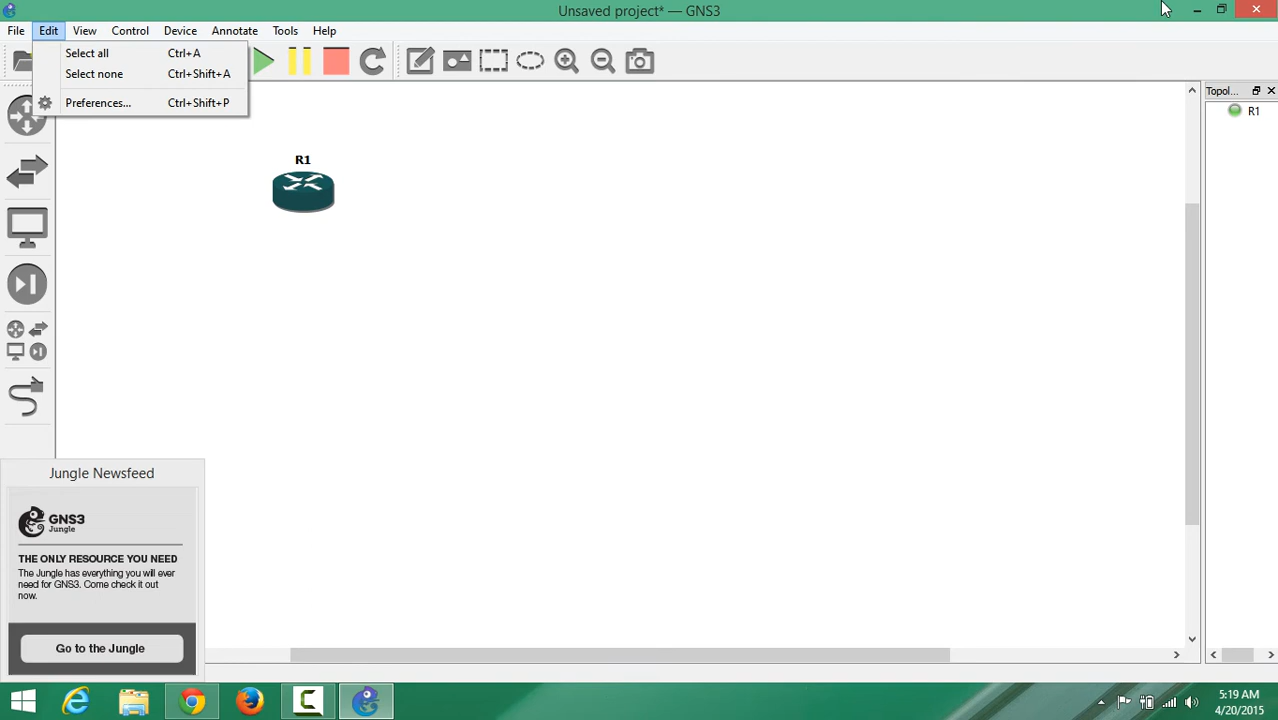 Unsaved project* — GNS3
File Edit View Control Device Annotate Tools Help
Select all Ctrl+A
Select none Ctrl+Shift+A
Preferences... Ctrl+Shift+P
Topol...
R1
R1
Jungle Newsfeed
GNS3
Jungle
THE ONLY RESOURCE YOU NEED
The Jungle has everything you will ever
need for GNS3. Come check it out
now.
Go to the Jungle
5:19 AM
4/20/2015